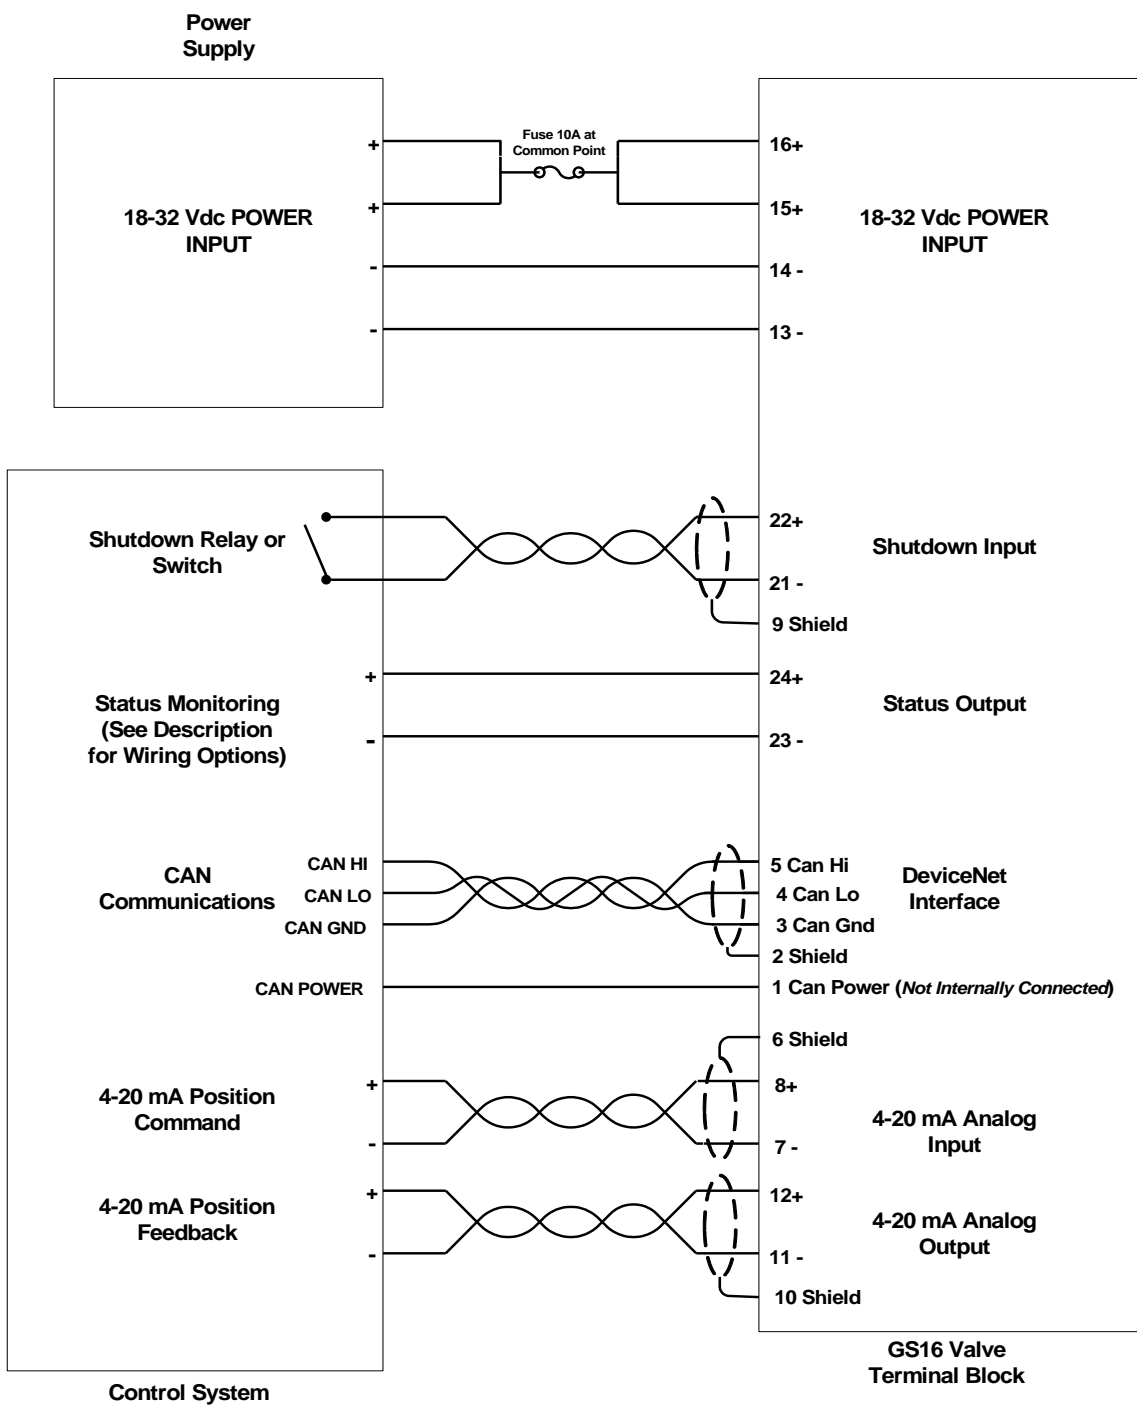 Power
Supply
Fuse 10A at
Common Point
+
+
-
-
18-32 Vdc POWER
INPUT
16+
15+
14 -
13 -
18-32 Vdc POWER
INPUT
Shutdown Relay or
Switch
22+
21 -
9 Shield
Shutdown Input
Status Monitoring
(See Description
for Wiring Options)
+
-
24+
23 -
Status Output
CAN
Communications
CAN HI
CAN LO
CAN GND
CAN POWER
5 Can Hi
4 Can Lo
3 Can Gnd
2 Shield
1 Can Power (Not Internally Connected)
DeviceNet
Interface
6 Shield
4-20 mA Position
Command
+
-
8+
7 -
4-20 mA Analog
Input
4-20 mA Position
Feedback
+
-
12+
11 -
10 Shield
4-20 mA Analog
Output
GS16 Valve
Terminal Block
Control System